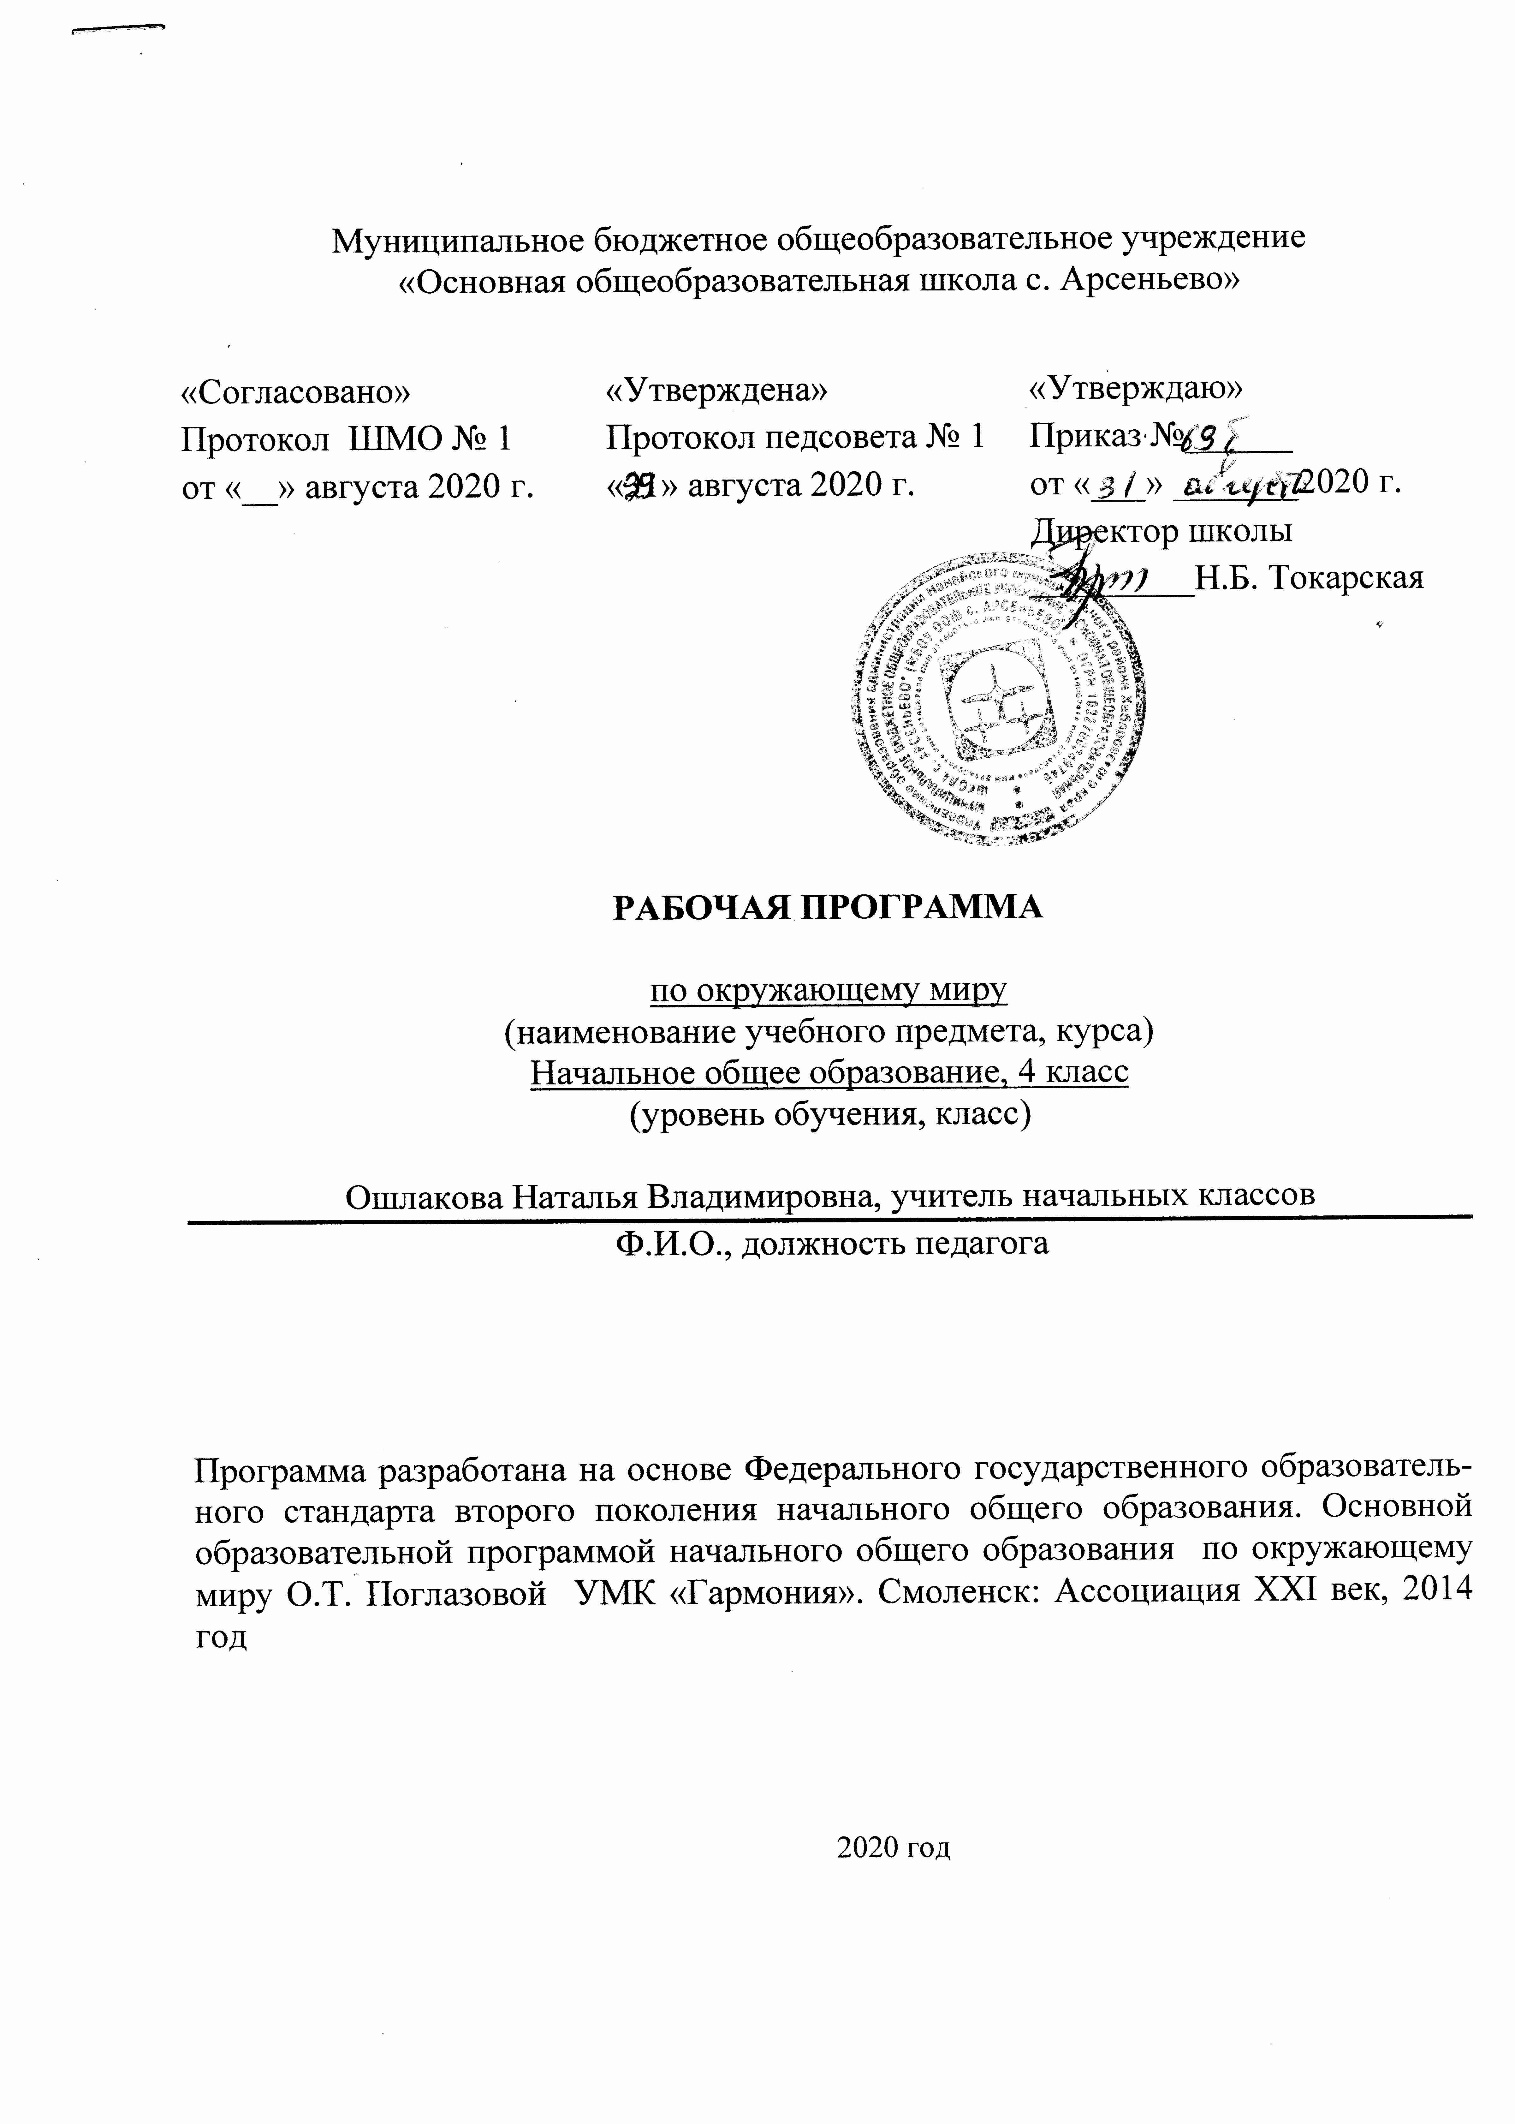 Муниципальное бюджетное общеобразовательное учреждение
«Основная общеобразовательная школа с. Арсеньево»
«Согласовано»
Протокол ШМО № 1
от «__» августа 2020 г.
«Утверждена»
Протокол педсовета № 1
« » августа 2020 г.
«Утверждаю»
Приказ №
от «31» август 2020 г.
Директор школы
Н.Б. Токарская
РАБОЧАЯ ПРОГРАММА
по окружающему миру
(наименование учебного предмета, курса)
Начальное общее образование, 4 класс
(уровень обучения, класс)
Ошлакова Наталья Владимировна, учитель начальных классов
Ф.И.О., должность педагога
Программа разработана на основе Федерального государственного образователь-
ного стандарта второго поколения начального общего образования. Основной
образовательной программой начального общего образования по окружающему
миру О.Т. Поглазовой УМК «Гармония». Смоленск: Ассоциация XXI век, 2014
год
2020 год